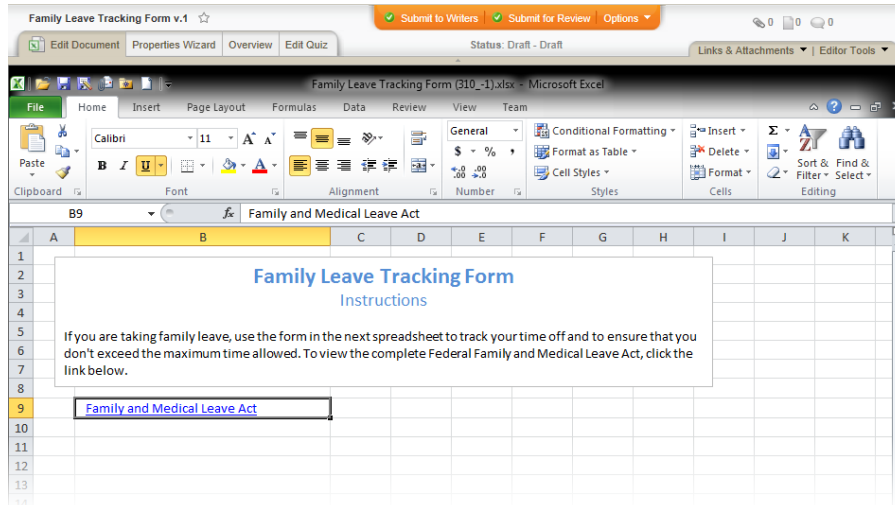 Family Leave Tracking Form v.1
Submit to Writers Submit for Review Options
0 0 0
Edit Document Properties Wizard Overview Edit Quiz
Status: Draft - Draft
Links & Attachments | Editor Tools
Family Leave Tracking Form (310_-1).xlsx - Microsoft Excel
File Home Insert Page Layout Formulas Data Review View Team
Paste
Calibri 11
B I U
General
$ % ,
Conditional Formatting
Format as Table
Cell Styles
Insert
Delete
Format
Σ
Sort & Filter
Find & Select
Clipboard Font Alignment Number Styles Cells Editing
B9 fx Family and Medical Leave Act
A B C D E F G H I J K
1
2
3
4
5
6
7
8
9
10
11
12
13
14
Family Leave Tracking Form
Instructions
If you are taking family leave, use the form in the next spreadsheet to track your time off and to ensure that you
don't exceed the maximum time allowed. To view the complete Federal Family and Medical Leave Act, click the
link below.
Family and Medical Leave Act